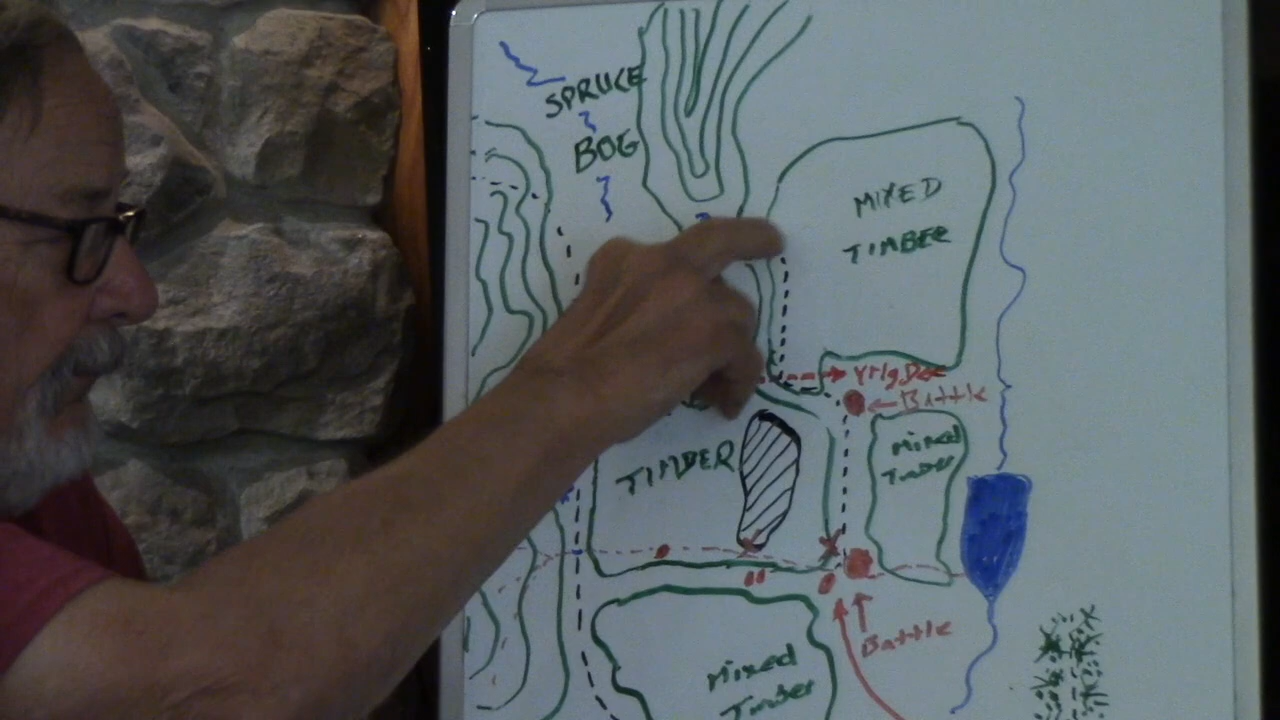 SPRUCE
BOG
MIXED
TIMBER
Battle
TIMBER
Mixed
Timber
Battle
Mixed
Timber